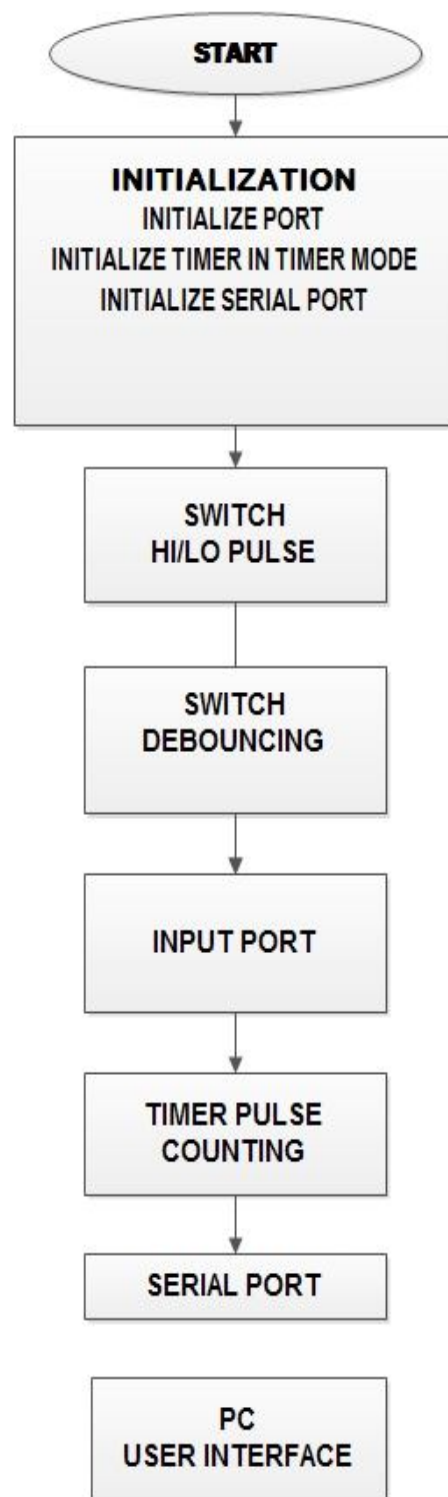 START
INITIALIZATION
INITIALIZE PORT
INITIALIZE TIMER IN TIMER MODE
INITIALIZE SERIAL PORT
SWITCH
HI/LO PULSE
SWITCH
DEBOUNCING
INPUT PORT
TIMER PULSE
COUNTING
SERIAL PORT
PC
USER INTERFACE